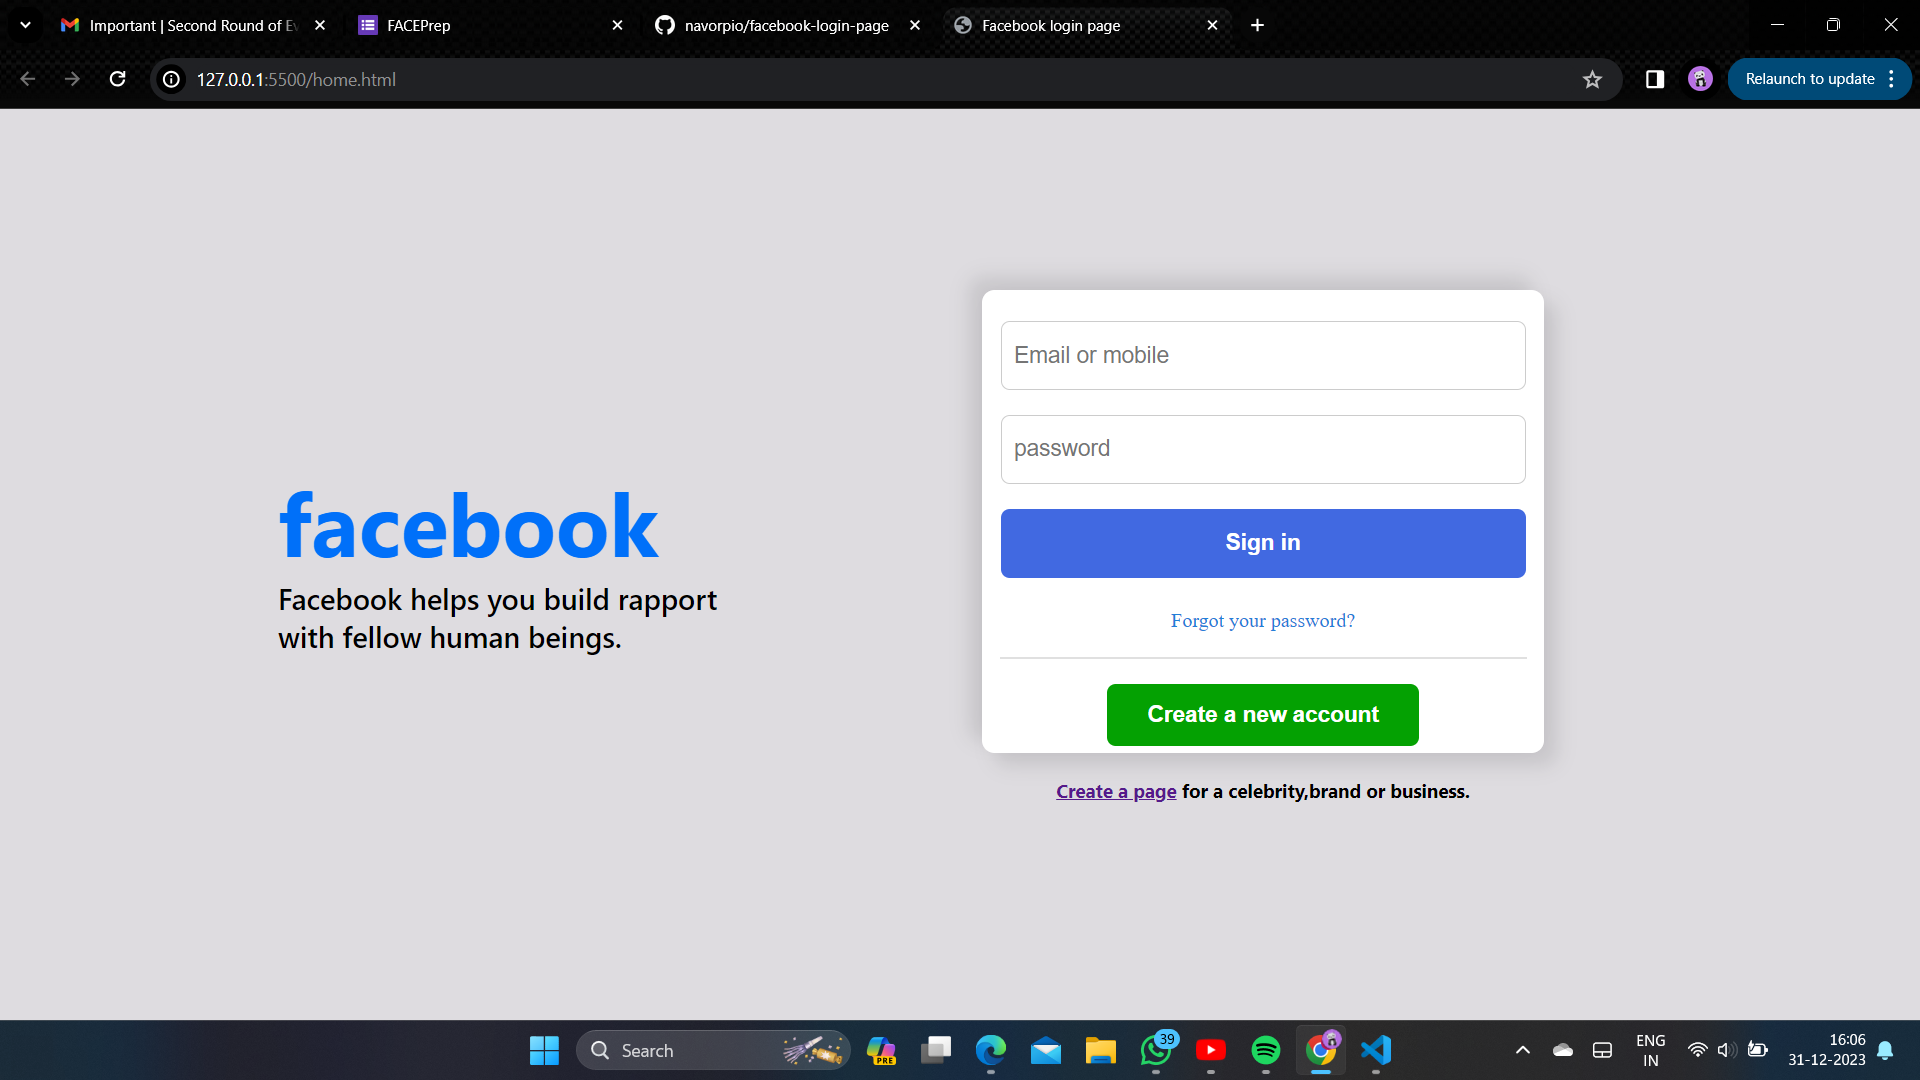 Important | Second Round of Ev
FACEPrep
navorpio/facebook-login-page
Facebook login page
127.0.0.1:5500/home.html
Relaunch to update
facebook
Facebook helps you build rapport
with fellow human beings.
Email or mobile
password
Sign in
Forgot your password?
Create a new account
Create a page for a celebrity,brand or business.
Search
PRE
39
ENG
IN
16:06
31-12-2023